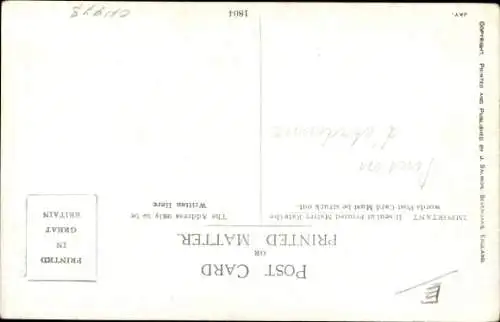 POST CARD
OR
PRINTED MATTER.
IMPORTANT. If sent at Printed Matter Rate the
words Post Card Must be struck out.
The Address only to be
Written Here
PRINTED
IN
GREAT
BRITAIN
COPYRIGHT. PRINTED AND PUBLISHED BY J. SALMON, SEVENOAKS, ENGLAND.
1804